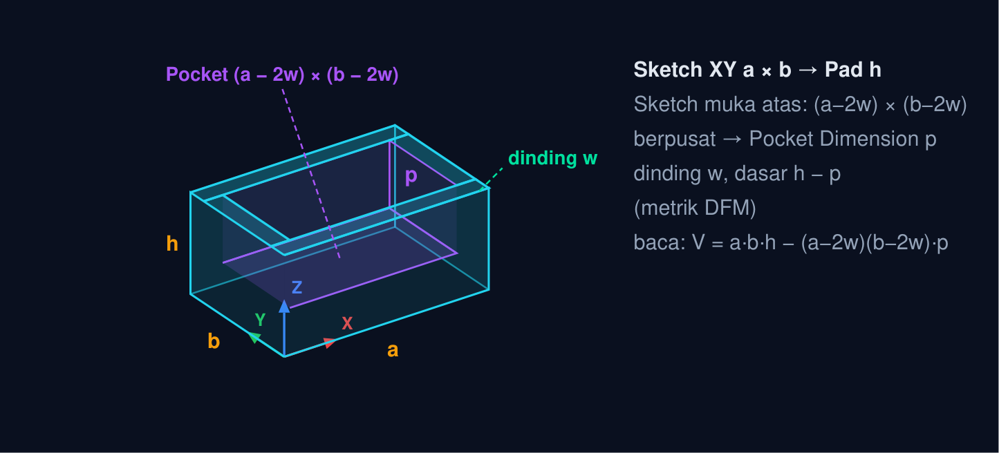 Pocket (a − 2w) × (b − 2w)
dinding w
p
h
Z
Y
X
b
a
Sketch XY a × b → Pad h
Sketch muka atas: (a−2w) × (b−2w)
berpusat → Pocket Dimension p
dinding w, dasar h − p
(metrik DFM)
baca: V = a·b·h − (a−2w)(b−2w)·p